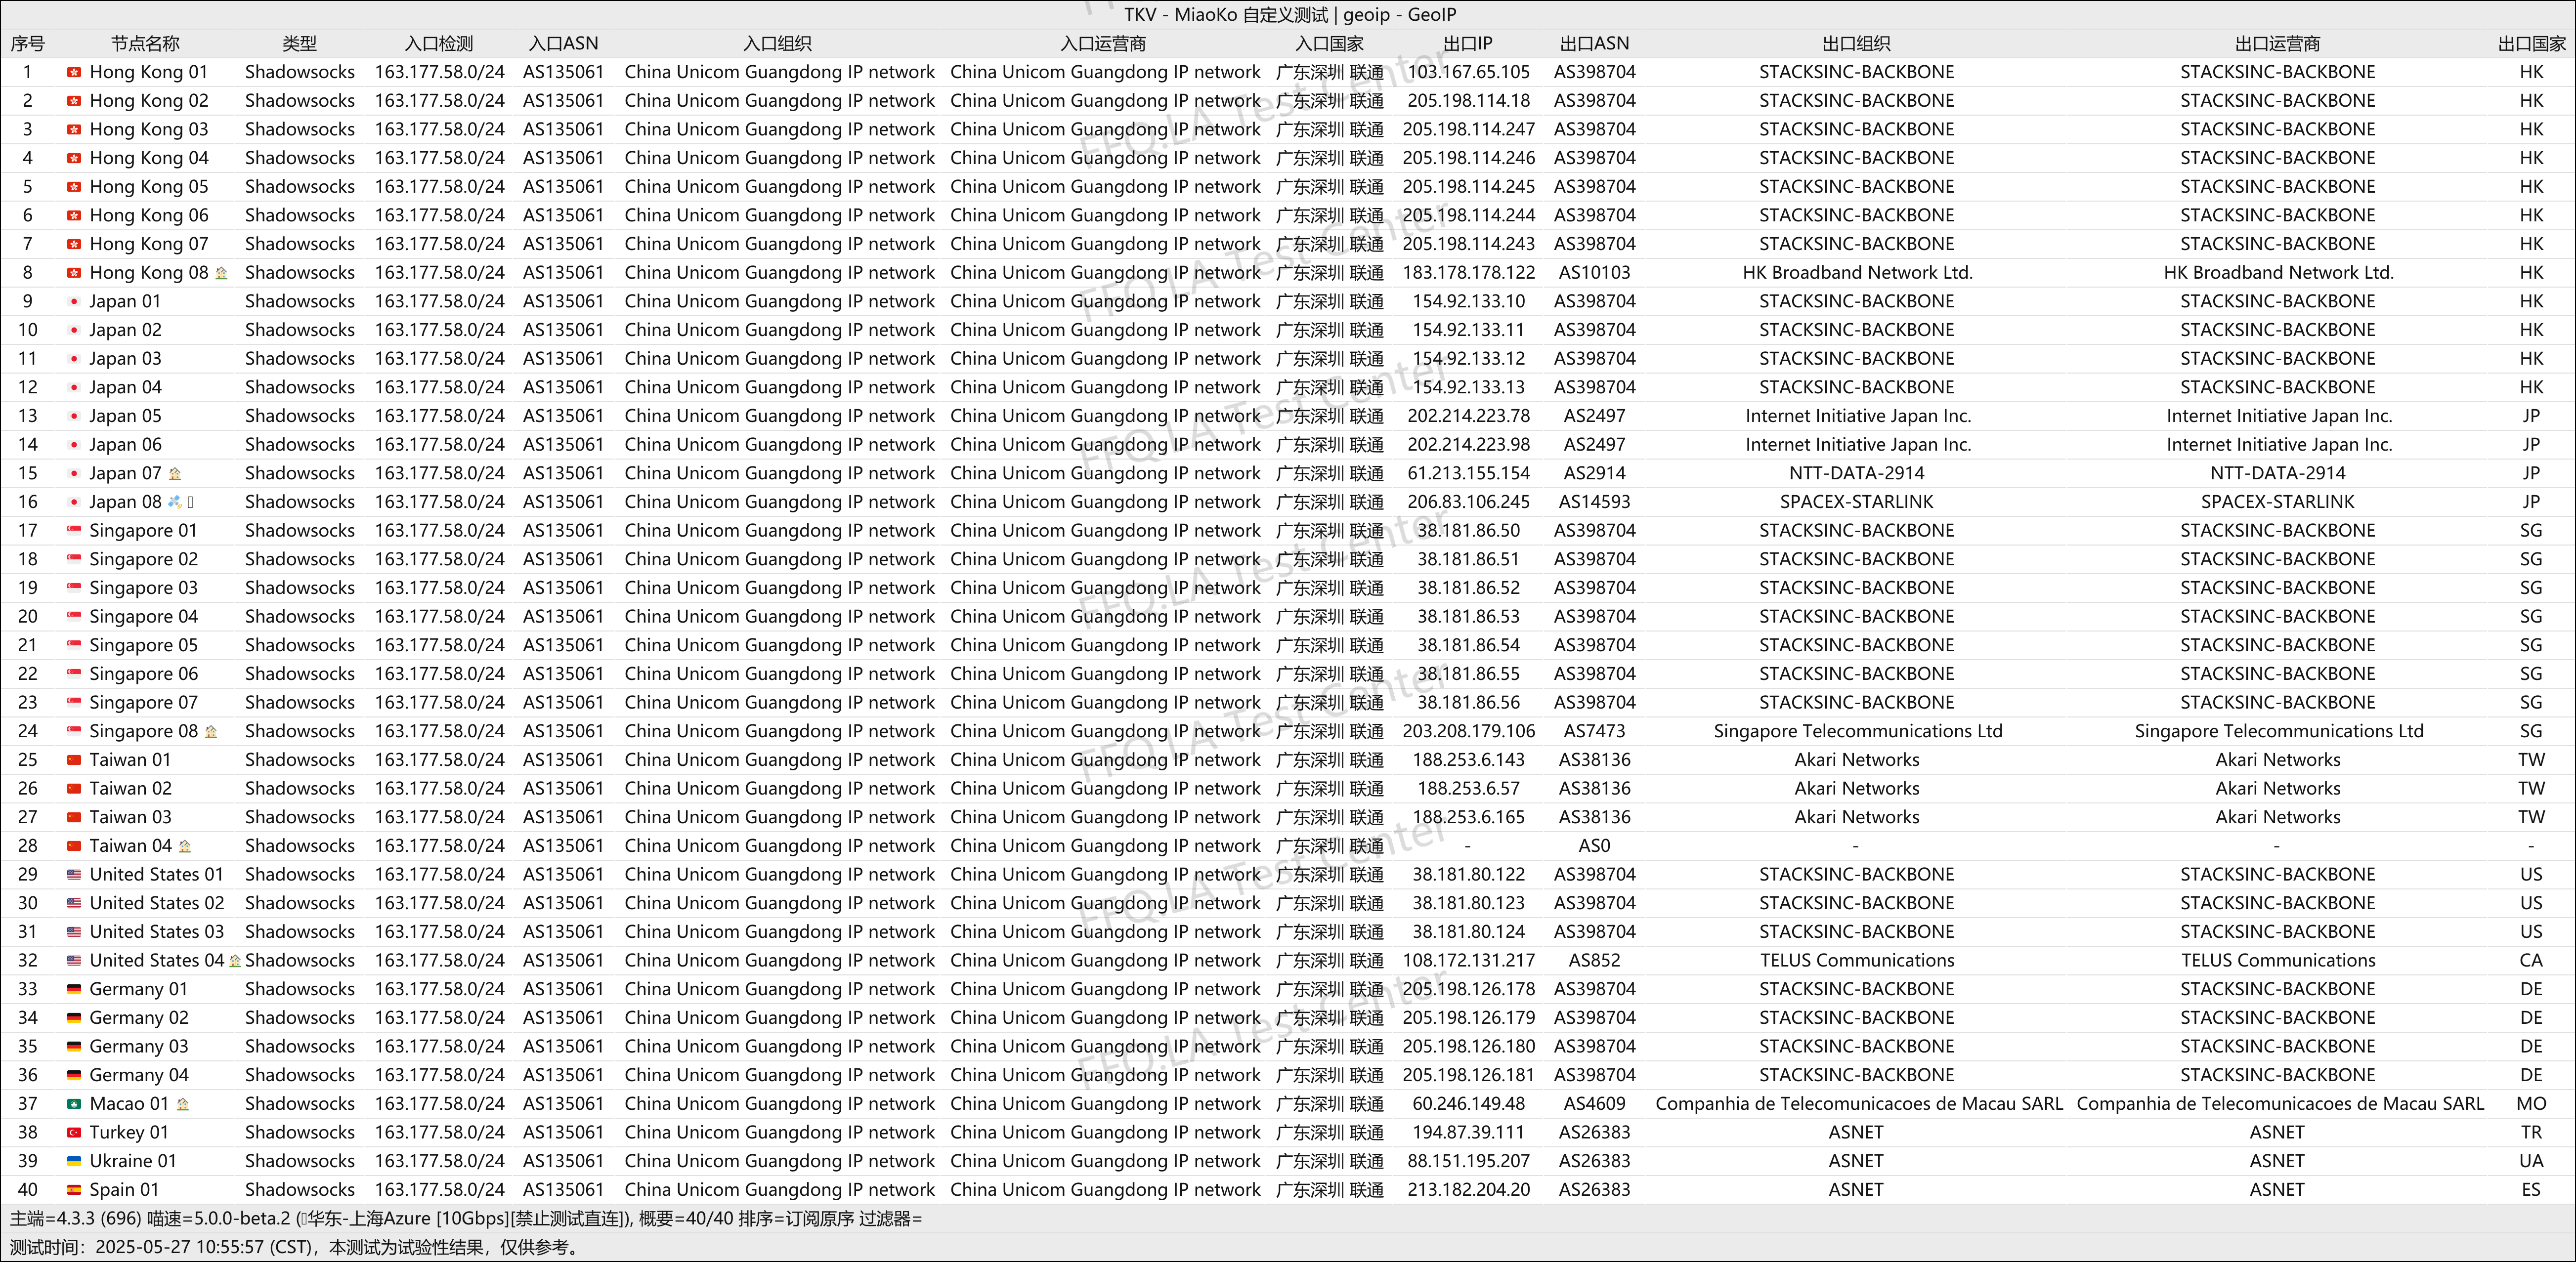 TKV - MiaoKo 自定义测试 | geoip - GeoIP
序号 节点名称 类型 入口检测 入口ASN 入口组织 入口运营商 入口国家 出口IP 出口ASN 出口组织 出口运营商 出口国家
1 Hong Kong 01 Shadowsocks 163.177.58.0/24 AS135061 China Unicom Guangdong IP network China Unicom Guangdong IP network 广东深圳 联通 103.167.65.105 AS398704 STACKSINC-BACKBONE STACKSINC-BACKBONE HK
2 Hong Kong 02 Shadowsocks 163.177.58.0/24 AS135061 China Unicom Guangdong IP network China Unicom Guangdong IP network 广东深圳 联通 205.198.114.18 AS398704 STACKSINC-BACKBONE STACKSINC-BACKBONE HK
3 Hong Kong 03 Shadowsocks 163.177.58.0/24 AS135061 China Unicom Guangdong IP network China Unicom Guangdong IP network 广东深圳 联通 205.198.114.247 AS398704 STACKSINC-BACKBONE STACKSINC-BACKBONE HK
4 Hong Kong 04 Shadowsocks 163.177.58.0/24 AS135061 China Unicom Guangdong IP network China Unicom Guangdong IP network 广东深圳 联通 205.198.114.246 AS398704 STACKSINC-BACKBONE STACKSINC-BACKBONE HK
5 Hong Kong 05 Shadowsocks 163.177.58.0/24 AS135061 China Unicom Guangdong IP network China Unicom Guangdong IP network 广东深圳 联通 205.198.114.245 AS398704 STACKSINC-BACKBONE STACKSINC-BACKBONE HK
6 Hong Kong 06 Shadowsocks 163.177.58.0/24 AS135061 China Unicom Guangdong IP network China Unicom Guangdong IP network 广东深圳 联通 205.198.114.244 AS398704 STACKSINC-BACKBONE STACKSINC-BACKBONE HK
7 Hong Kong 07 Shadowsocks 163.177.58.0/24 AS135061 China Unicom Guangdong IP network China Unicom Guangdong IP network 广东深圳 联通 205.198.114.243 AS398704 STACKSINC-BACKBONE STACKSINC-BACKBONE HK
8 Hong Kong 08 Shadowsocks 163.177.58.0/24 AS135061 China Unicom Guangdong IP network China Unicom Guangdong IP network 广东深圳 联通 183.178.178.122 AS10103 HK Broadband Network Ltd. HK Broadband Network Ltd. HK
9 Japan 01 Shadowsocks 163.177.58.0/24 AS135061 China Unicom Guangdong IP network China Unicom Guangdong IP network 广东深圳 联通 154.92.133.10 AS398704 STACKSINC-BACKBONE STACKSINC-BACKBONE HK
10 Japan 02 Shadowsocks 163.177.58.0/24 AS135061 China Unicom Guangdong IP network China Unicom Guangdong IP network 广东深圳 联通 154.92.133.11 AS398704 STACKSINC-BACKBONE STACKSINC-BACKBONE HK
11 Japan 03 Shadowsocks 163.177.58.0/24 AS135061 China Unicom Guangdong IP network China Unicom Guangdong IP network 广东深圳 联通 154.92.133.12 AS398704 STACKSINC-BACKBONE STACKSINC-BACKBONE HK
12 Japan 04 Shadowsocks 163.177.58.0/24 AS135061 China Unicom Guangdong IP network China Unicom Guangdong IP network 广东深圳 联通 154.92.133.13 AS398704 STACKSINC-BACKBONE STACKSINC-BACKBONE HK
13 Japan 05 Shadowsocks 163.177.58.0/24 AS135061 China Unicom Guangdong IP network China Unicom Guangdong IP network 广东深圳 联通 202.214.223.78 AS2497 Internet Initiative Japan Inc. Internet Initiative Japan Inc. JP
14 Japan 06 Shadowsocks 163.177.58.0/24 AS135061 China Unicom Guangdong IP network China Unicom Guangdong IP network 广东深圳 联通 202.214.223.98 AS2497 Internet Initiative Japan Inc. Internet Initiative Japan Inc. JP
15 Japan 07 Shadowsocks 163.177.58.0/24 AS135061 China Unicom Guangdong IP network China Unicom Guangdong IP network 广东深圳 联通 61.213.155.154 AS2914 NTT-DATA-2914 NTT-DATA-2914 JP
16 Japan 08 Shadowsocks 163.177.58.0/24 AS135061 China Unicom Guangdong IP network China Unicom Guangdong IP network 广东深圳 联通 206.83.106.245 AS14593 SPACEX-STARLINK SPACEX-STARLINK JP
17 Singapore 01 Shadowsocks 163.177.58.0/24 AS135061 China Unicom Guangdong IP network China Unicom Guangdong IP network 广东深圳 联通 38.181.86.50 AS398704 STACKSINC-BACKBONE STACKSINC-BACKBONE SG
18 Singapore 02 Shadowsocks 163.177.58.0/24 AS135061 China Unicom Guangdong IP network China Unicom Guangdong IP network 广东深圳 联通 38.181.86.51 AS398704 STACKSINC-BACKBONE STACKSINC-BACKBONE SG
19 Singapore 03 Shadowsocks 163.177.58.0/24 AS135061 China Unicom Guangdong IP network China Unicom Guangdong IP network 广东深圳 联通 38.181.86.52 AS398704 STACKSINC-BACKBONE STACKSINC-BACKBONE SG
20 Singapore 04 Shadowsocks 163.177.58.0/24 AS135061 China Unicom Guangdong IP network China Unicom Guangdong IP network 广东深圳 联通 38.181.86.53 AS398704 STACKSINC-BACKBONE STACKSINC-BACKBONE SG
21 Singapore 05 Shadowsocks 163.177.58.0/24 AS135061 China Unicom Guangdong IP network China Unicom Guangdong IP network 广东深圳 联通 38.181.86.54 AS398704 STACKSINC-BACKBONE STACKSINC-BACKBONE SG
22 Singapore 06 Shadowsocks 163.177.58.0/24 AS135061 China Unicom Guangdong IP network China Unicom Guangdong IP network 广东深圳 联通 38.181.86.55 AS398704 STACKSINC-BACKBONE STACKSINC-BACKBONE SG
23 Singapore 07 Shadowsocks 163.177.58.0/24 AS135061 China Unicom Guangdong IP network China Unicom Guangdong IP network 广东深圳 联通 38.181.86.56 AS398704 STACKSINC-BACKBONE STACKSINC-BACKBONE SG
24 Singapore 08 Shadowsocks 163.177.58.0/24 AS135061 China Unicom Guangdong IP network China Unicom Guangdong IP network 广东深圳 联通 203.208.179.106 AS7473 Singapore Telecommunications Ltd Singapore Telecommunications Ltd SG
25 Taiwan 01 Shadowsocks 163.177.58.0/24 AS135061 China Unicom Guangdong IP network China Unicom Guangdong IP network 广东深圳 联通 188.253.6.143 AS38136 Akari Networks Akari Networks TW
26 Taiwan 02 Shadowsocks 163.177.58.0/24 AS135061 China Unicom Guangdong IP network China Unicom Guangdong IP network 广东深圳 联通 188.253.6.57 AS38136 Akari Networks Akari Networks TW
27 Taiwan 03 Shadowsocks 163.177.58.0/24 AS135061 China Unicom Guangdong IP network China Unicom Guangdong IP network 广东深圳 联通 188.253.6.165 AS38136 Akari Networks Akari Networks TW
28 Taiwan 04 Shadowsocks 163.177.58.0/24 AS135061 China Unicom Guangdong IP network China Unicom Guangdong IP network 广东深圳 联通 - AS0 - - -
29 United States 01 Shadowsocks 163.177.58.0/24 AS135061 China Unicom Guangdong IP network China Unicom Guangdong IP network 广东深圳 联通 38.181.80.122 AS398704 STACKSINC-BACKBONE STACKSINC-BACKBONE US
30 United States 02 Shadowsocks 163.177.58.0/24 AS135061 China Unicom Guangdong IP network China Unicom Guangdong IP network 广东深圳 联通 38.181.80.123 AS398704 STACKSINC-BACKBONE STACKSINC-BACKBONE US
31 United States 03 Shadowsocks 163.177.58.0/24 AS135061 China Unicom Guangdong IP network China Unicom Guangdong IP network 广东深圳 联通 38.181.80.124 AS398704 STACKSINC-BACKBONE STACKSINC-BACKBONE US
32 United States 04 Shadowsocks 163.177.58.0/24 AS135061 China Unicom Guangdong IP network China Unicom Guangdong IP network 广东深圳 联通 108.172.131.217 AS852 TELUS Communications TELUS Communications CA
33 Germany 01 Shadowsocks 163.177.58.0/24 AS135061 China Unicom Guangdong IP network China Unicom Guangdong IP network 广东深圳 联通 205.198.126.178 AS398704 STACKSINC-BACKBONE STACKSINC-BACKBONE DE
34 Germany 02 Shadowsocks 163.177.58.0/24 AS135061 China Unicom Guangdong IP network China Unicom Guangdong IP network 广东深圳 联通 205.198.126.179 AS398704 STACKSINC-BACKBONE STACKSINC-BACKBONE DE
35 Germany 03 Shadowsocks 163.177.58.0/24 AS135061 China Unicom Guangdong IP network China Unicom Guangdong IP network 广东深圳 联通 205.198.126.180 AS398704 STACKSINC-BACKBONE STACKSINC-BACKBONE DE
36 Germany 04 Shadowsocks 163.177.58.0/24 AS135061 China Unicom Guangdong IP network China Unicom Guangdong IP network 广东深圳 联通 205.198.126.181 AS398704 STACKSINC-BACKBONE STACKSINC-BACKBONE DE
37 Macao 01 Shadowsocks 163.177.58.0/24 AS135061 China Unicom Guangdong IP network China Unicom Guangdong IP network 广东深圳 联通 60.246.149.48 AS4609 Companhia de Telecomunicacoes de Macau SARL Companhia de Telecomunicacoes de Macau SARL MO
38 Turkey 01 Shadowsocks 163.177.58.0/24 AS135061 China Unicom Guangdong IP network China Unicom Guangdong IP network 广东深圳 联通 194.87.39.111 AS26383 ASNET ASNET TR
39 Ukraine 01 Shadowsocks 163.177.58.0/24 AS135061 China Unicom Guangdong IP network China Unicom Guangdong IP network 广东深圳 联通 88.151.195.207 AS26383 ASNET ASNET UA
40 Spain 01 Shadowsocks 163.177.58.0/24 AS135061 China Unicom Guangdong IP network China Unicom Guangdong IP network 广东深圳 联通 213.182.204.20 AS26383 ASNET ASNET ES
主端=4.3.3 (696) 喵速=5.0.0-beta.2 (华东-上海Azure [10Gbps][禁止测试直连]), 概要=40/40 排序=订阅原序 过滤器=
测试时间：2025-05-27 10:55:57 (CST)，本测试为试验性结果，仅供参考。
FFQ.LA Test Center
FFQ.LA Test Center
FFQ.LA Test Center
FFQ.LA Test Center
FFQ.LA Test Center
FFQ.LA Test Center
FFQ.LA Test Center